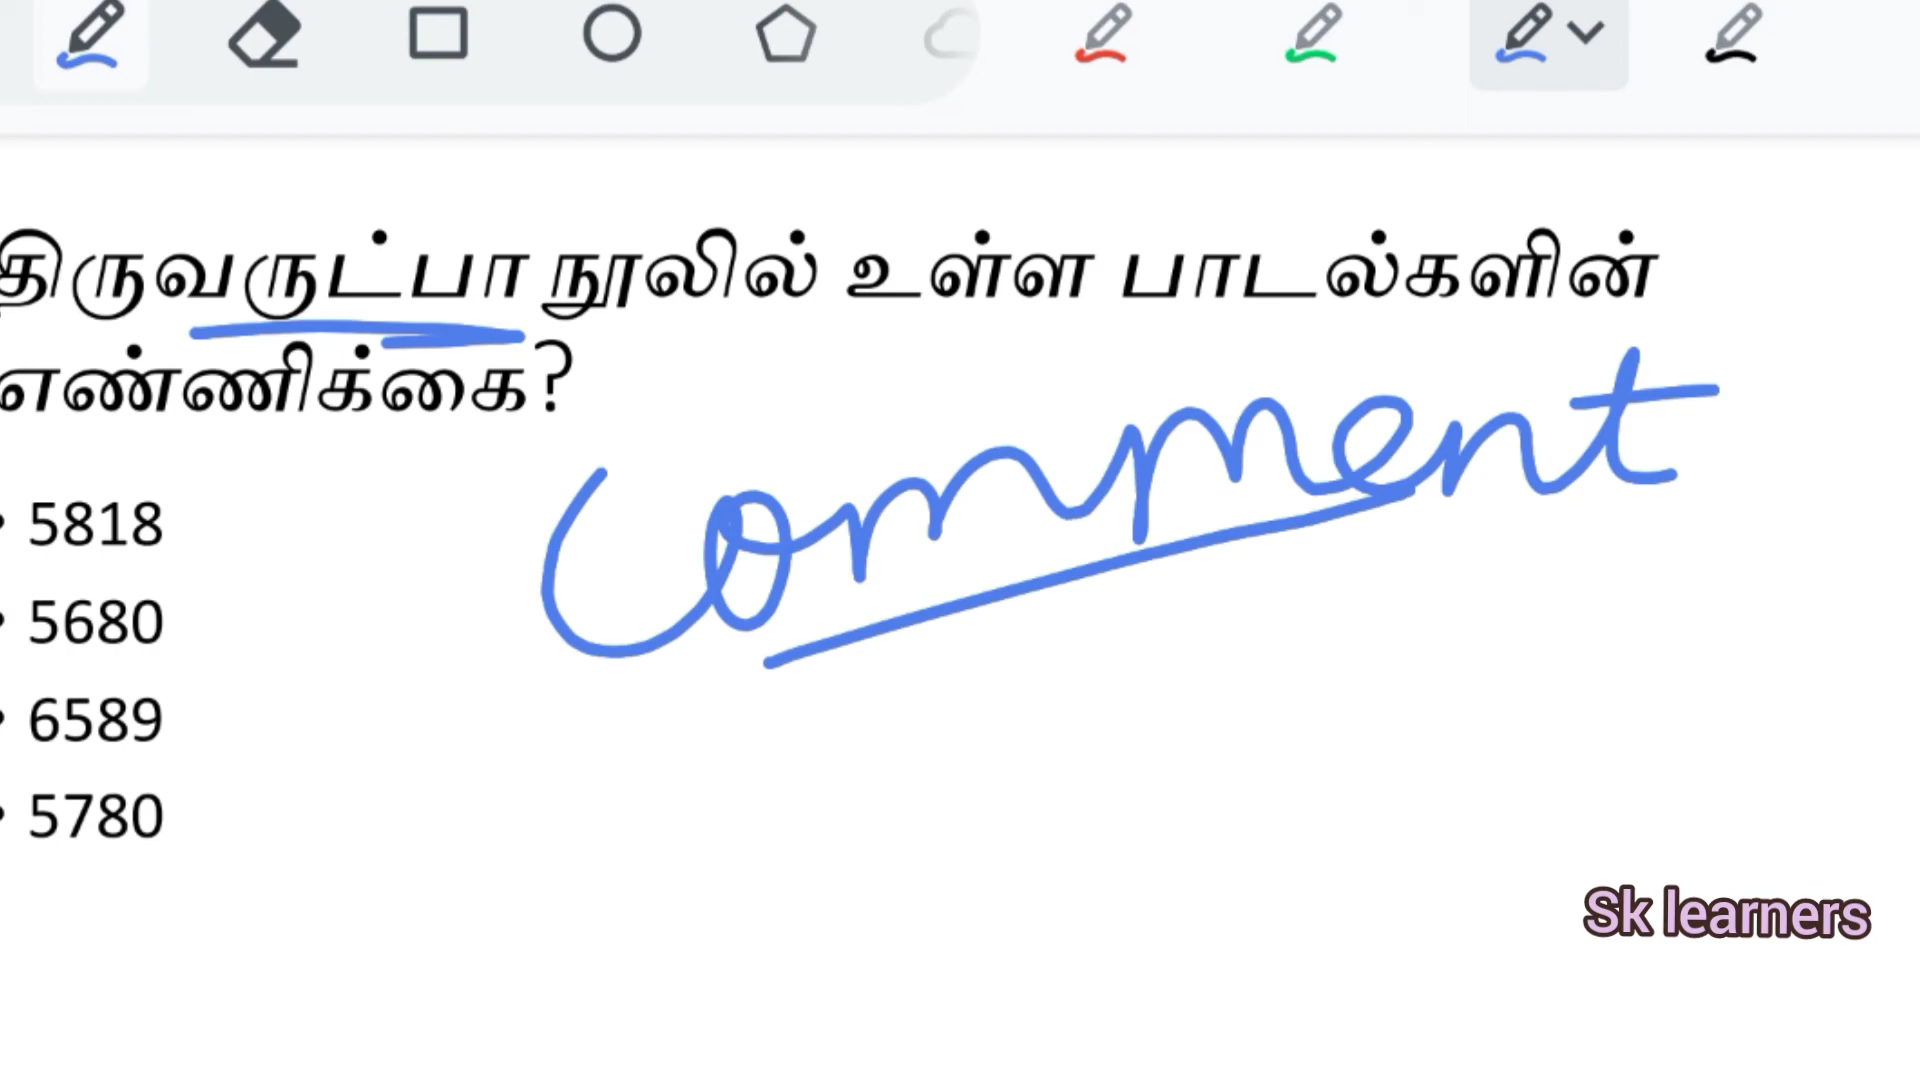 திருவருட்பா நூலில் உள்ள பாடல்களின்
எண்ணிக்கை?
comment
• 5818
• 5680
• 6589
• 5780
Sk learners